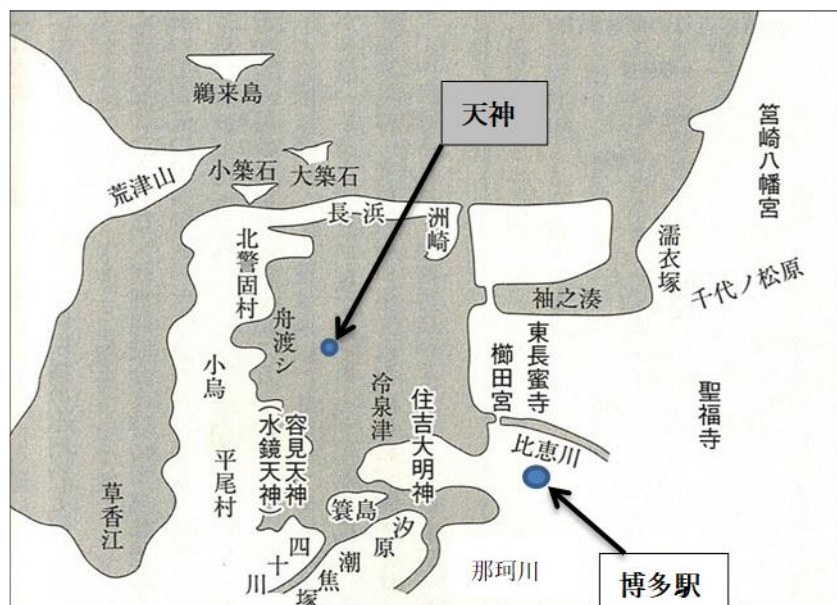 鵜来島
天神
筥崎八幡宮
小築石
大築石
荒津山
長浜
洲崎
北警固村
濡衣塚
袖之湊
千代ノ松原
舟渡シ
東長蜜寺
櫛田宮
小烏
冷泉津
住吉大明神
聖福寺
容見天神
(水鏡天神)
比恵川
平尾村
草香江
簑島
汐原
潮焦塚
四十川
那珂川
博多駅